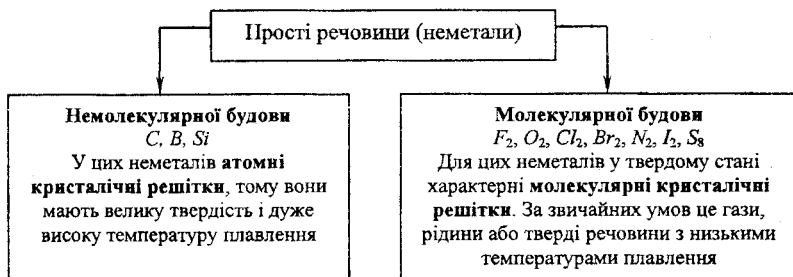 Прості речовини (неметали)
Немолекулярної будови
C, B, Si
У цих неметалів атомні
кристалічні решітки, тому вони
мають велику твердість і дуже
високу температуру плавлення
Молекулярної будови
F₂, O₂, Cl₂, Br₂, N₂, I₂, S₈
Для цих неметалів у твердому стані
характерні молекулярні кристалічні
решітки. За звичайних умов це гази,
рідини або тверді речовини з низькими
температурами плавлення